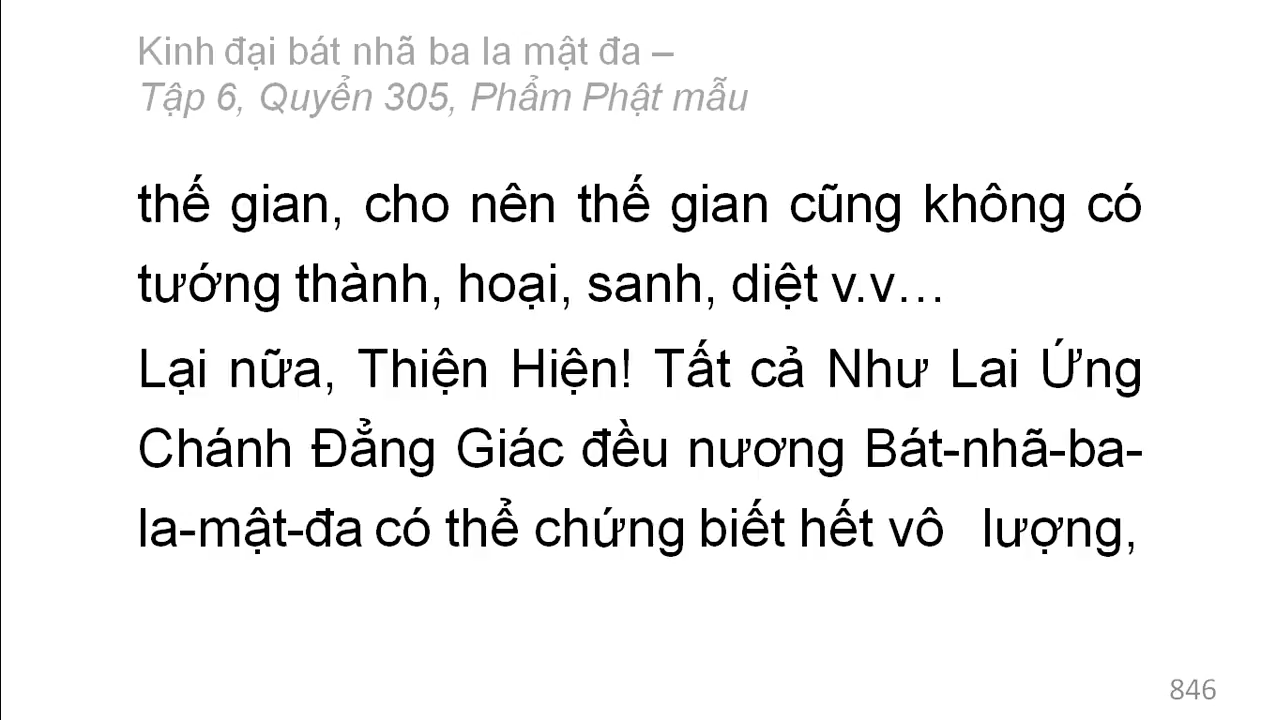 Kinh đại bát nhã ba la mật đa –
Tập 6, Quyển 305, Phẩm Phật mẫu
thế gian, cho nên thế gian cũng không có
tướng thành, hoại, sanh, diệt v.v…
Lại nữa, Thiện Hiện! Tất cả Như Lai Ứng
Chánh Đẳng Giác đều nương Bát-nhã-ba-
la-mật-đa có thể chứng biết hết vô lượng,
846